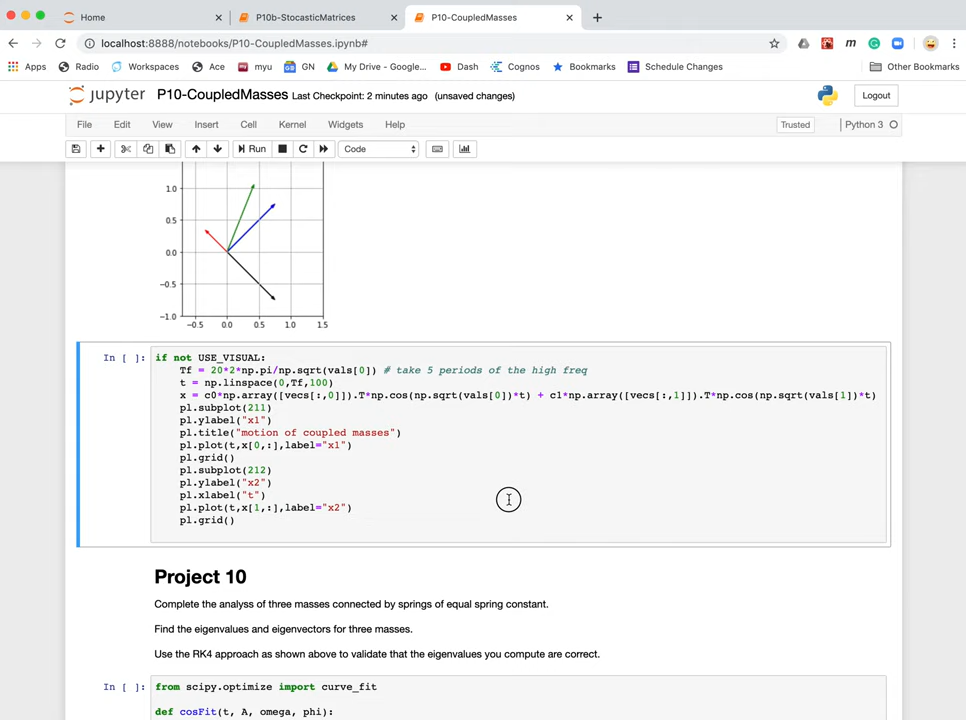 Home
P10b-StocasticMatrices
P10-CoupledMasses
localhost:8888/notebooks/P10-CoupledMasses.ipynb#
Apps Radio Workspaces Ace myu GN My Drive - Google... Dash Cognos Bookmarks Schedule Changes Other Bookmarks
jupyter P10-CoupledMasses Last Checkpoint: 2 minutes ago (unsaved changes) Logout
File Edit View Insert Cell Kernel Widgets Help Trusted Python 3
Run Code
1.0
0.5
0.0
−0.5
−1.0
−0.5 0.0 0.5 1.0 1.5
In [ ]: if not USE_VISUAL:
Tf = 20*2*np.pi/np.sqrt(vals[0]) # take 5 periods of the high freq
t = np.linspace(0,Tf,100)
x = c0*np.array([vecs[:,0]]).T*np.cos(np.sqrt(vals[0])*t) + c1*np.array([vecs[:,1]]).T*np.cos(np.sqrt(vals[1])*t)
pl.subplot(211)
pl.ylabel("x1")
pl.title("motion of coupled masses")
pl.plot(t,x[0,:],label="x1")
pl.grid()
pl.subplot(212)
pl.ylabel("x2")
pl.xlabel("t")
pl.plot(t,x[1,:],label="x2")
pl.grid()
Project 10
Complete the analyss of three masses connected by springs of equal spring constant.
Find the eigenvalues and eigenvectors for three masses.
Use the RK4 approach as shown above to validate that the eigenvalues you compute are correct.
In [ ]: from scipy.optimize import curve_fit
def cosFit(t, A, omega, phi):